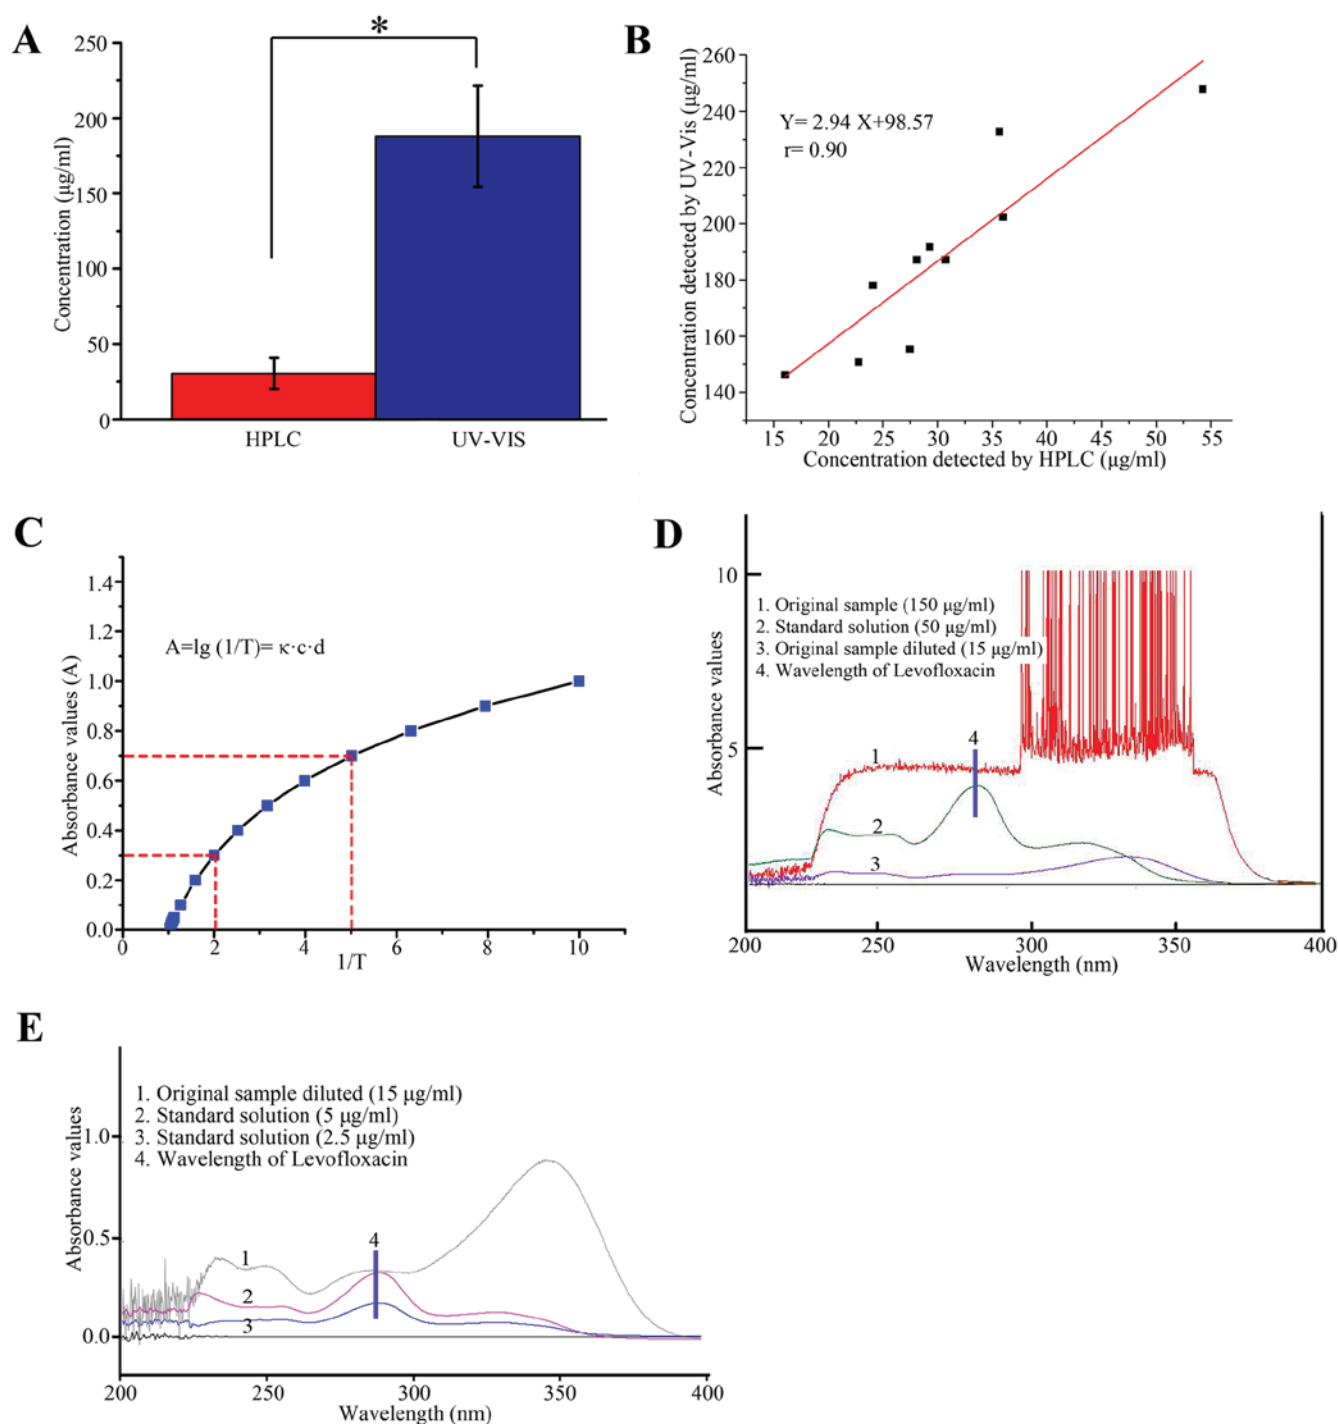 A
*
250
200
150
100
50
0
Concentration (μg/ml)
HPLC
UV-VIS
B
260
240
220
200
180
160
140
Concentration detected by UV-Vis (μg/ml)
Y= 2.94 X+98.57
r= 0.90
15 20 25 30 35 40 45 50 55
Concentration detected by HPLC (μg/ml)
C
1.4
1.2
1.0
0.8
0.6
0.4
0.2
0.0
Absorbance values (A)
A=lg (1/T)= κ·c·d
0 2 4 6 8 10
1/T
D
10
5
Absorbance values
1. Original sample (150 μg/ml)
2. Standard solution (50 μg/ml)
3. Original sample diluted (15 μg/ml)
4. Wavelength of Levofloxacin
4
1
2
3
200 250 300 350 400
Wavelength (nm)
E
1. Original sample diluted (15 μg/ml)
2. Standard solution (5 μg/ml)
3. Standard solution (2.5 μg/ml)
4. Wavelength of Levofloxacin
1.0
0.5
0.0
Absorbance values
4
1
2
3
200 250 300 350 400
Wavelength (nm)